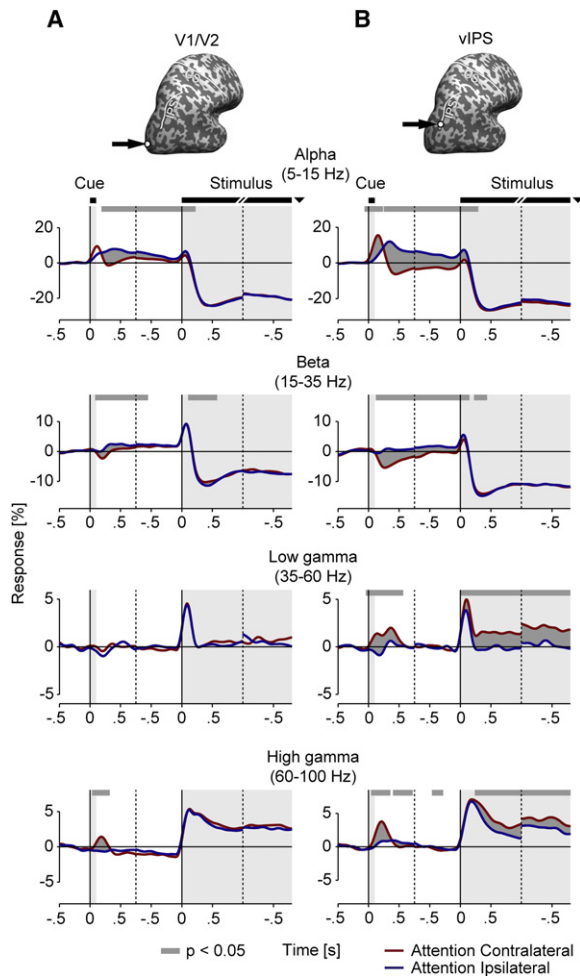 A B
V1/V2 vIPS
IPS CS IPS CS
Alpha
(5-15 Hz)
Cue Stimulus Cue Stimulus
20
0
-20
20
0
-20
-.5 0 .5 -.5 0 .5 -.5 -.5 0 .5 -.5 0 .5 -.5
Beta
(15-35 Hz)
10
0
-10
10
0
-10
-.5 0 .5 -.5 0 .5 -.5 -.5 0 .5 -.5 0 .5 -.5
Response [%]
Low gamma
(35-60 Hz)
5
0
-5
5
0
-5
-.5 0 .5 -.5 0 .5 -.5 -.5 0 .5 -.5 0 .5 -.5
High gamma
(60-100 Hz)
5
0
-5
5
0
-5
-.5 0 .5 -.5 0 .5 -.5 -.5 0 .5 -.5 0 .5 -.5
p < 0.05 Time [s] Attention Contralateral
Attention Ipsilateral